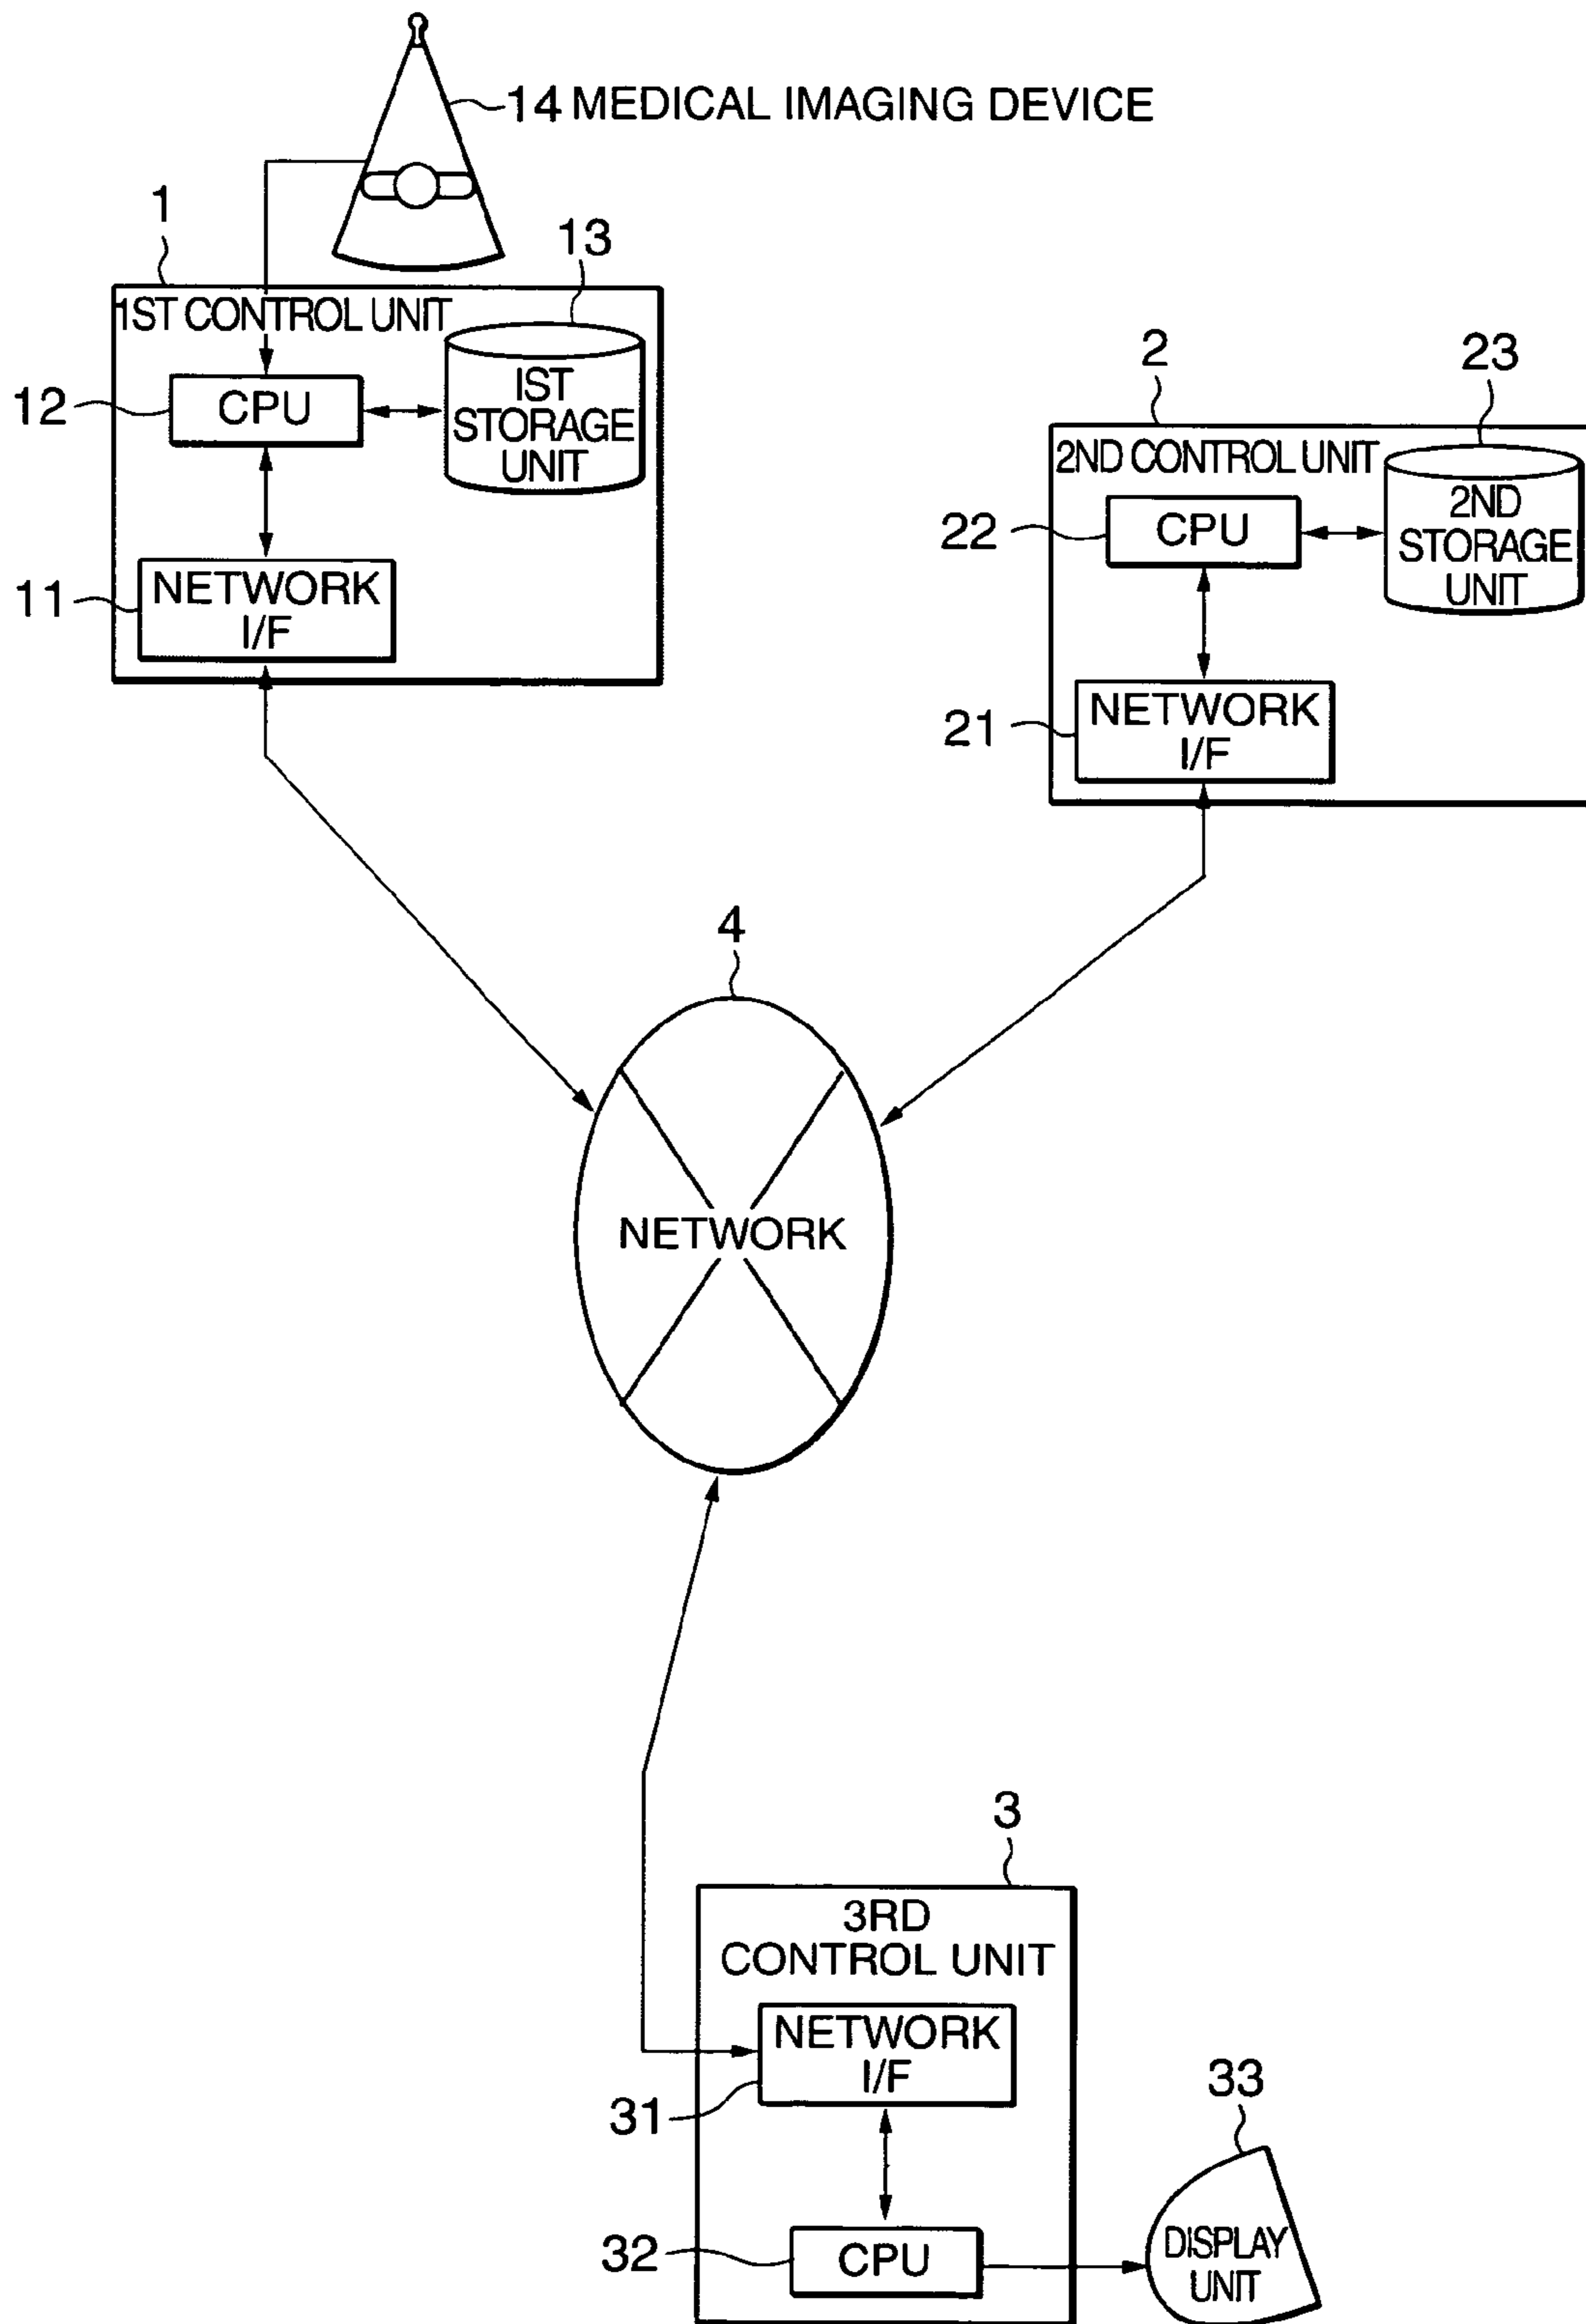 14 MEDICAL IMAGING DEVICE
1
13
1ST CONTROL UNIT
12
CPU
IST
STORAGE
UNIT
11
NETWORK
I/F
2
23
2ND CONTROL UNIT
22
CPU
2ND
STORAGE
UNIT
21
NETWORK
I/F
4
NETWORK
3
3RD
CONTROL UNIT
NETWORK
I/F
31
33
32
CPU
DISPLAY
UNIT